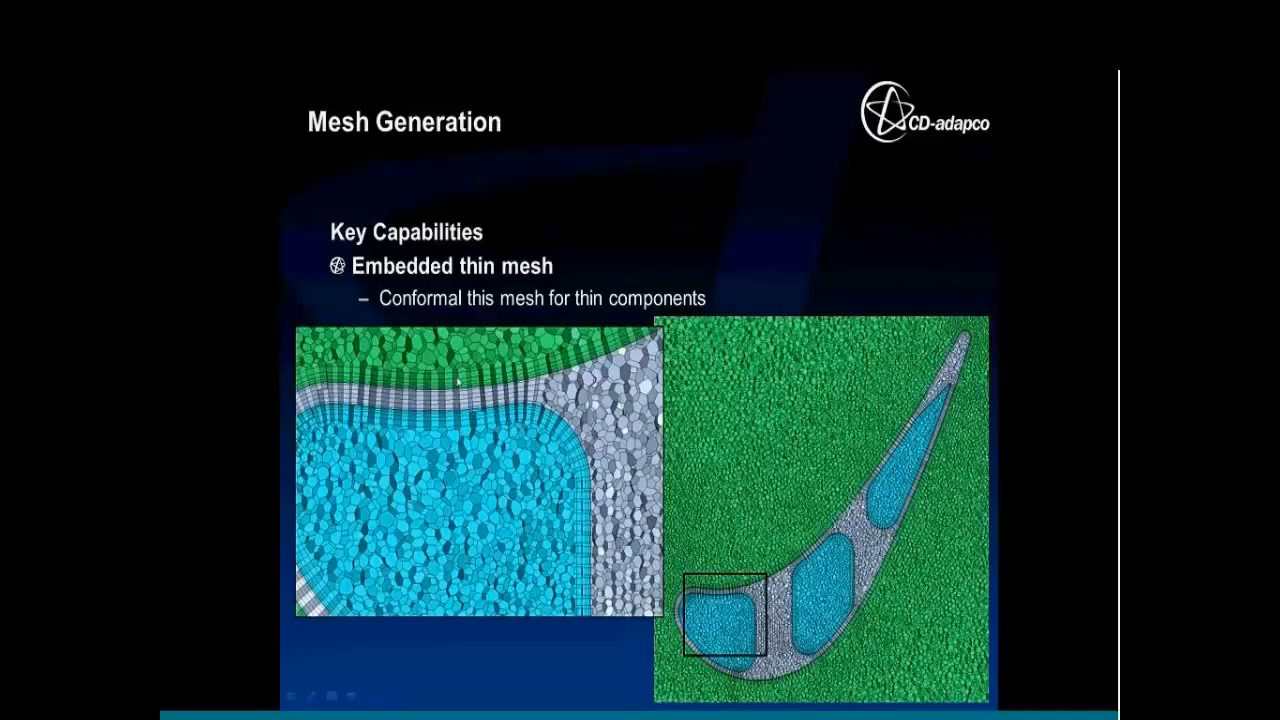 Mesh Generation
CD-adapco
Key Capabilities
Embedded thin mesh
– Conformal this mesh for thin components